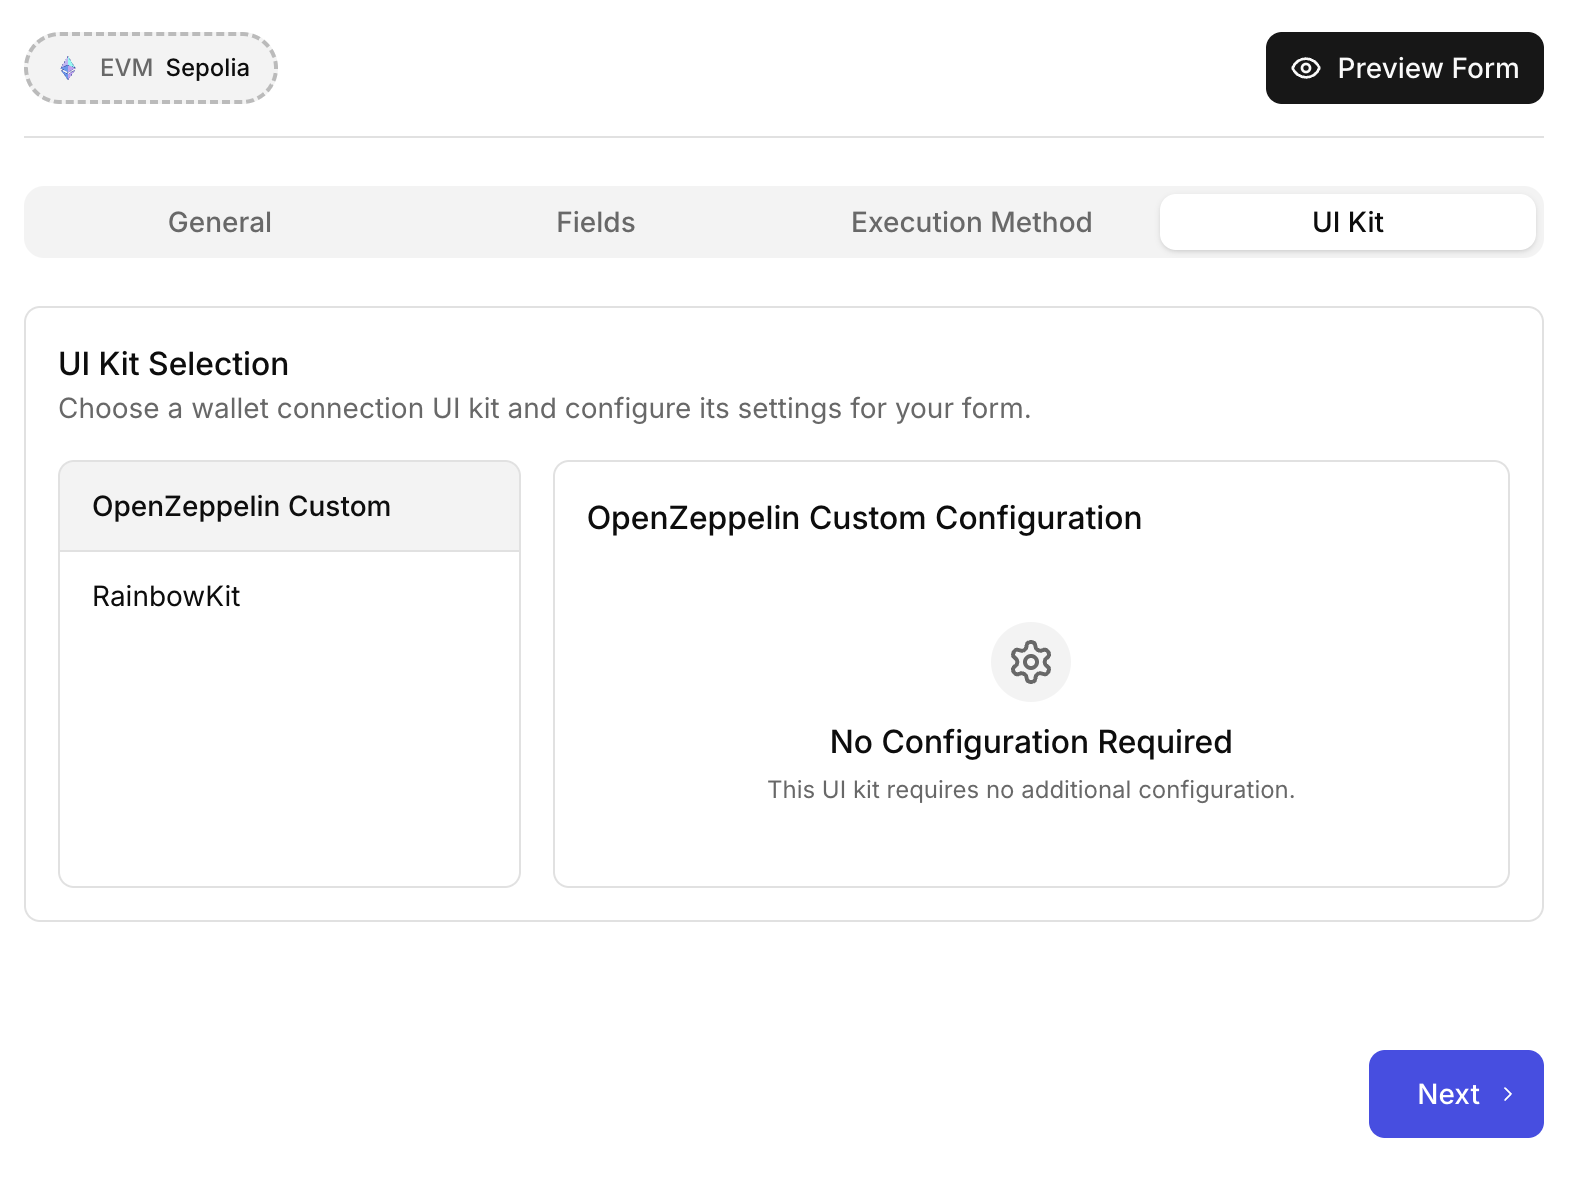 EVM Sepolia
Preview Form
General
Fields
Execution Method
UI Kit
UI Kit Selection
Choose a wallet connection UI kit and configure its settings for your form.
OpenZeppelin Custom
RainbowKit
OpenZeppelin Custom Configuration
No Configuration Required
This UI kit requires no additional configuration.
Next